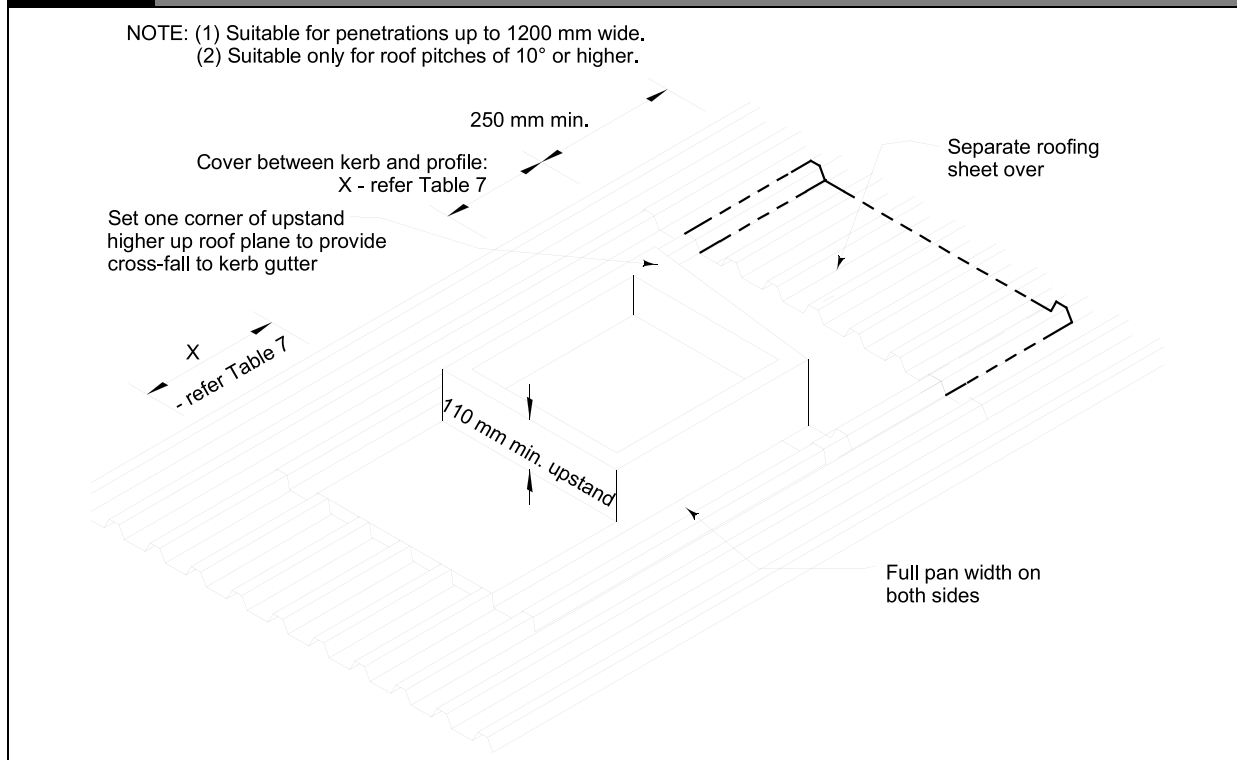 NOTE: (1) Suitable for penetrations up to 1200 mm wide.
(2) Suitable only for roof pitches of 10° or higher.
250 mm min.
Cover between kerb and profile:
X - refer Table 7
Separate roofing
sheet over
Set one corner of upstand
higher up roof plane to provide
cross-fall to kerb gutter
X
- refer Table 7
110 mm min. upstand
Full pan width on
both sides